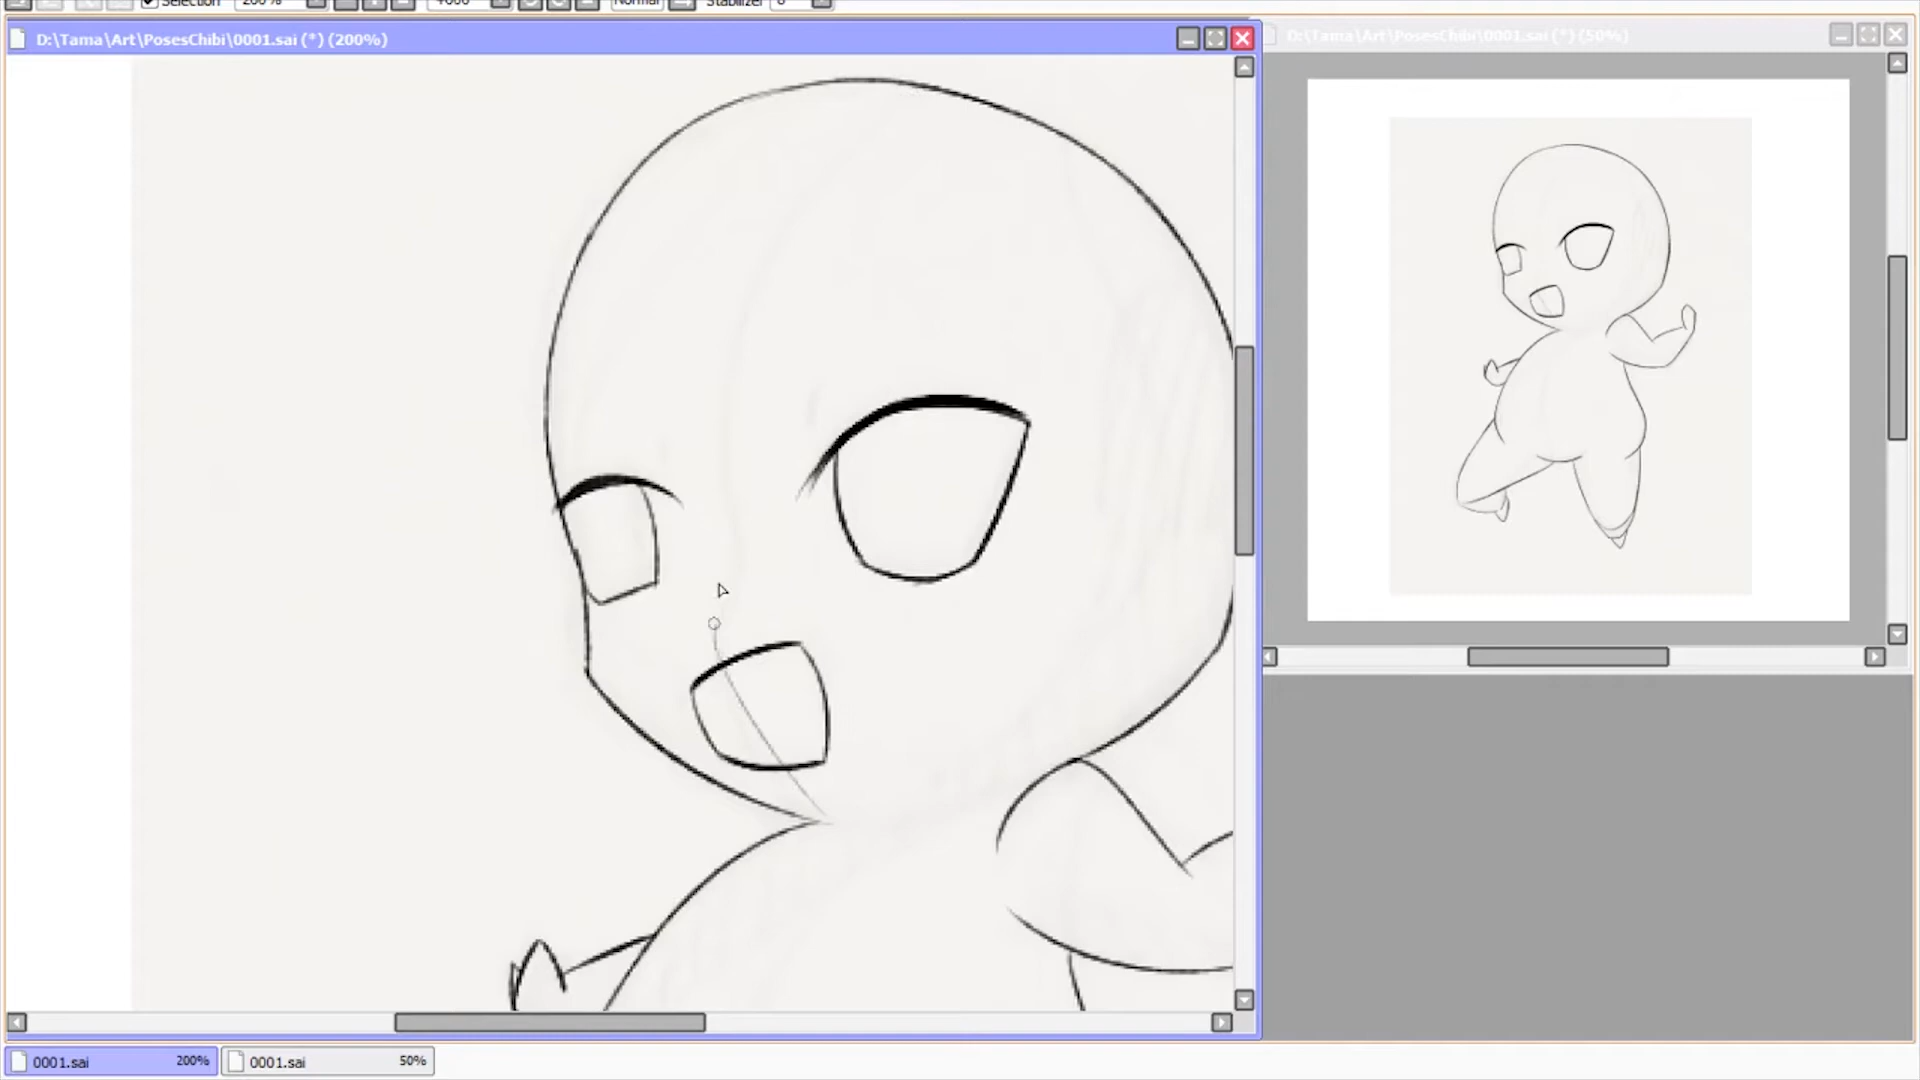 Selection 200% Normal Stabilizer
D:\Tama\Art\PosesChibi\0001.sai (*) (200%)
D:\Tama\Art\PosesChibi\0001.sai (*) (50%)
0001.sai 200%
0001.sai 50%